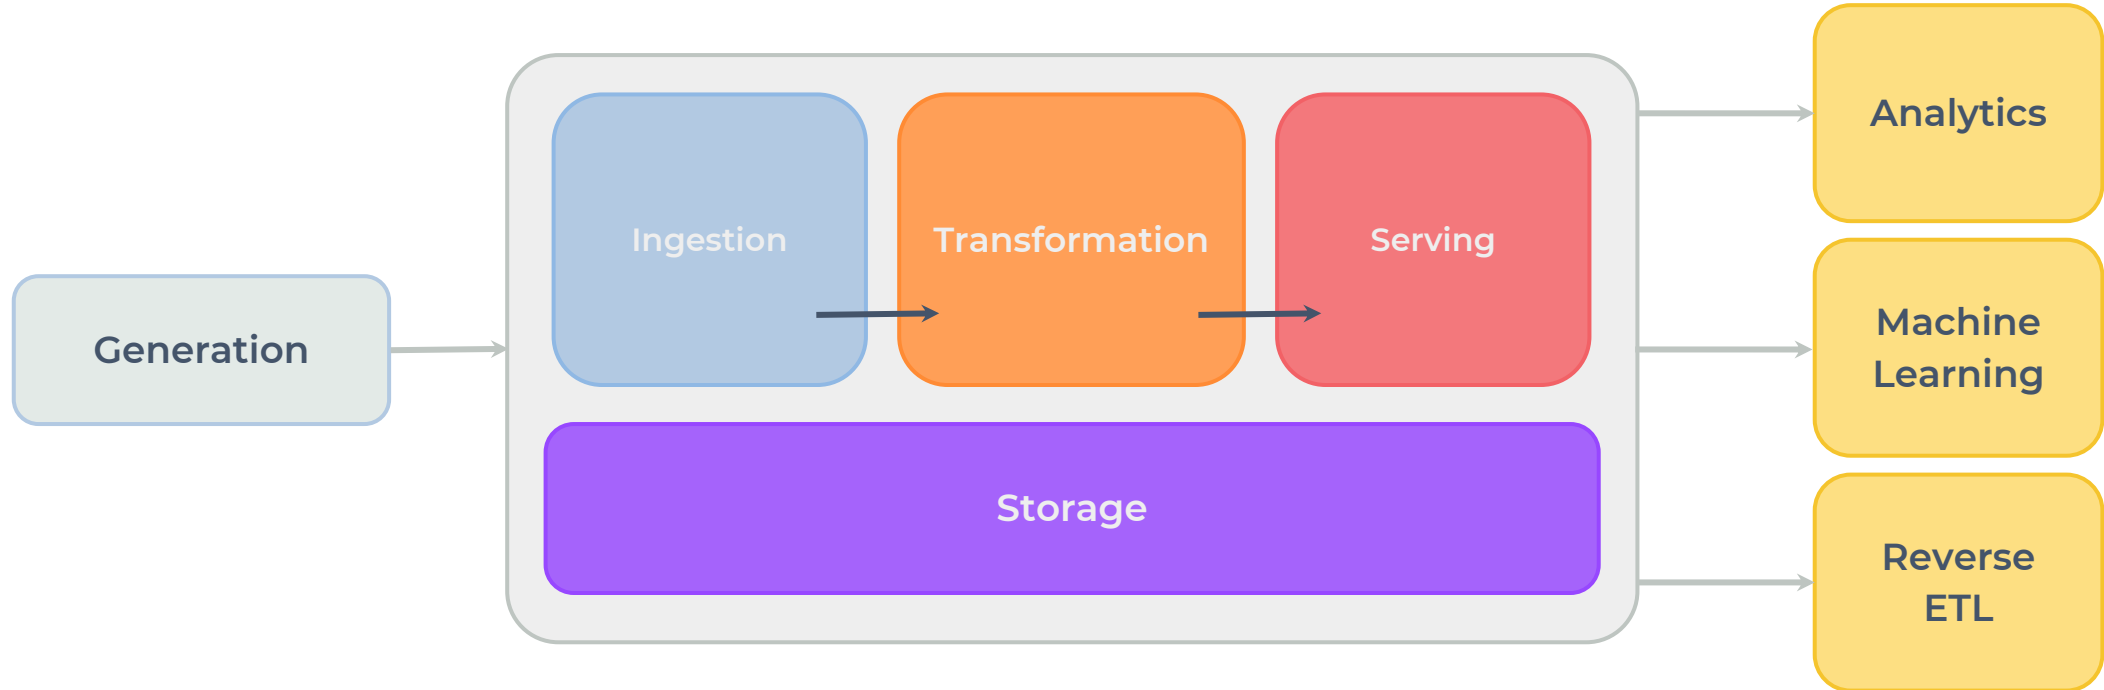 Generation
Ingestion
Transformation
Serving
Storage
Analytics
Machine
Learning
Reverse
ETL